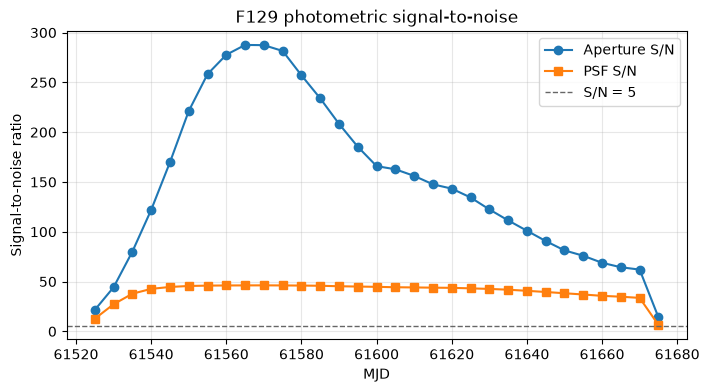 F129 photometric signal-to-noise
Aperture S/N
PSF S/N
S/N = 5
Signal-to-noise ratio
300
250
200
150
100
50
0
61520 61540 61560 61580 61600 61620 61640 61660 61680
MJD